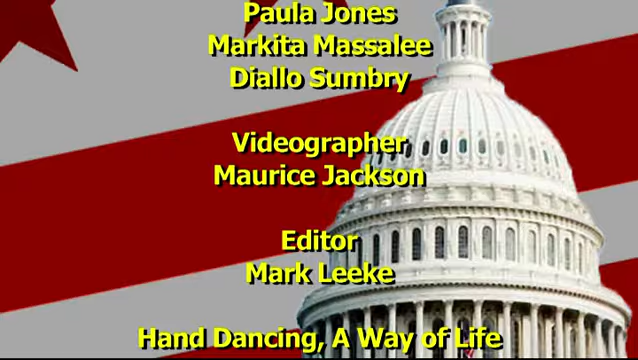 Paula Jones
Markita Massalee
Diallo Sumbry
Videographer
Maurice Jackson
Editor
Mark Leeke
Hand Dancing, A Way of Life